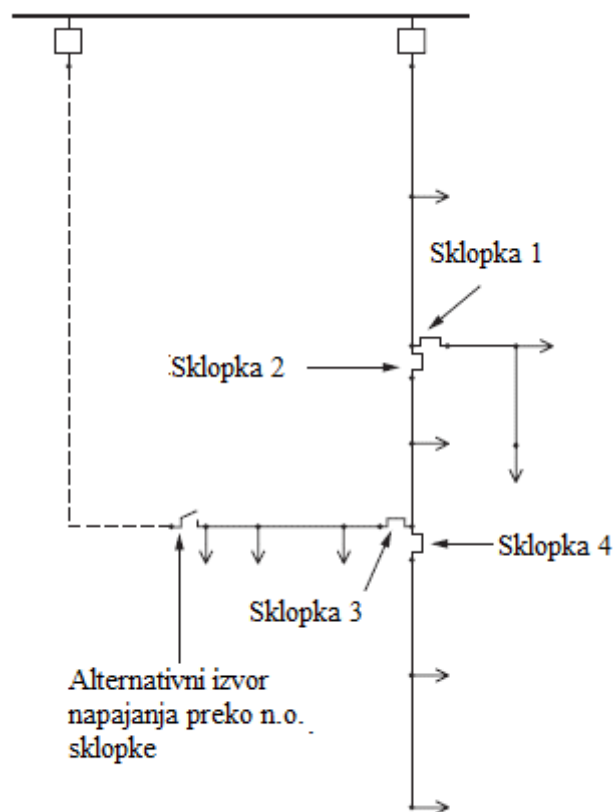 Sklopka 1
Sklopka 2
Sklopka 4
Sklopka 3
Alternativni izvor
napajanja preko n.o.
sklopke